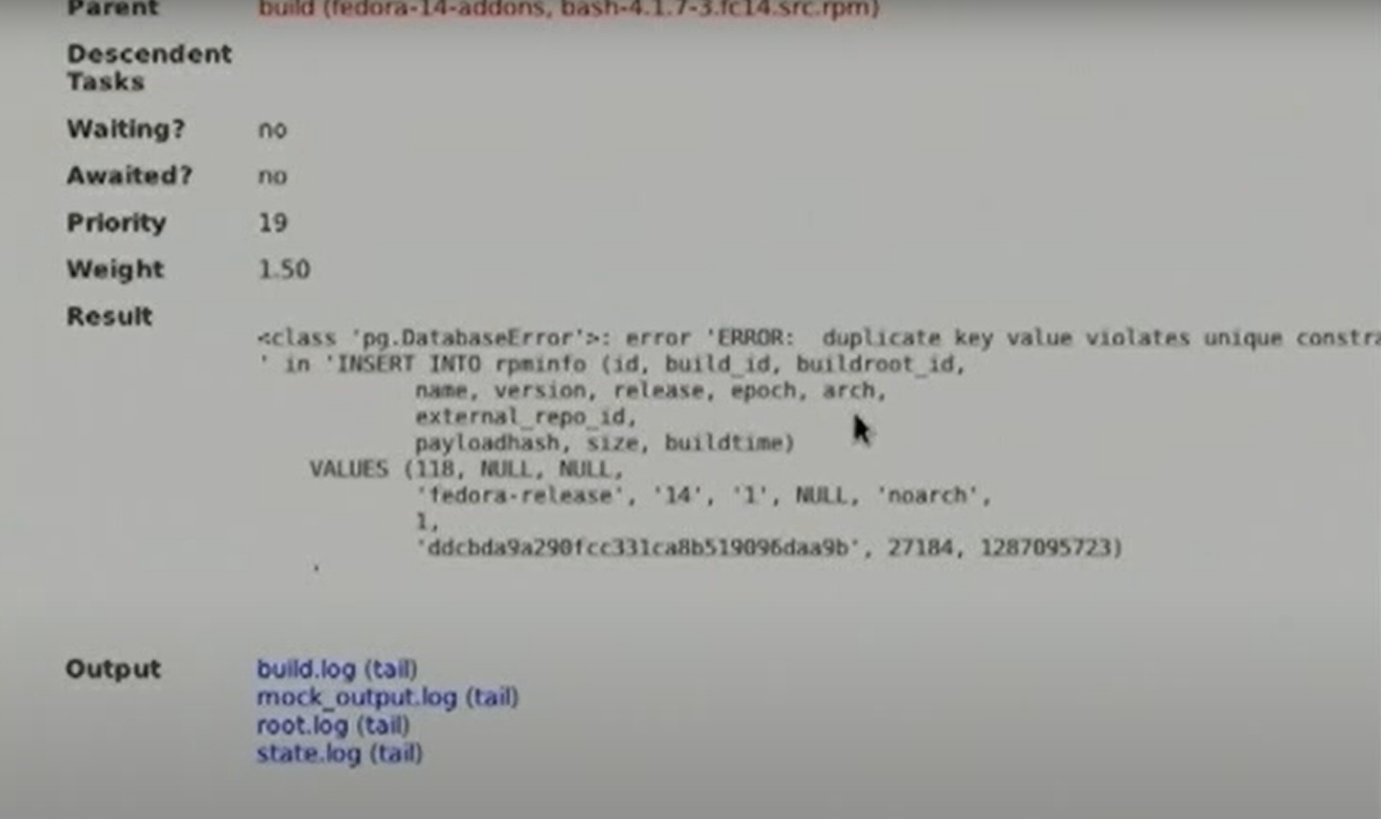 Parent build (fedora-14-addons, bash-4.1.7-3.fc14.src.rpm)
Descendent
Tasks
Waiting? no
Awaited? no
Priority 19
Weight 1.50
Result
<class 'pg.DatabaseError'>: error 'ERROR:  duplicate key value violates unique constra
' in 'INSERT INTO rpminfo (id, build_id, buildroot_id,
name, version, release, epoch, arch,
external_repo_id,
payloadhash, size, buildtime)
VALUES (118, NULL, NULL,
'fedora-release', '14', '1', NULL, 'noarch',
1,
'ddcbda9a290fcc331ca8b519096daa9b', 27184, 1287095723)
'
Output build.log (tail)
mock_output.log (tail)
root.log (tail)
state.log (tail)